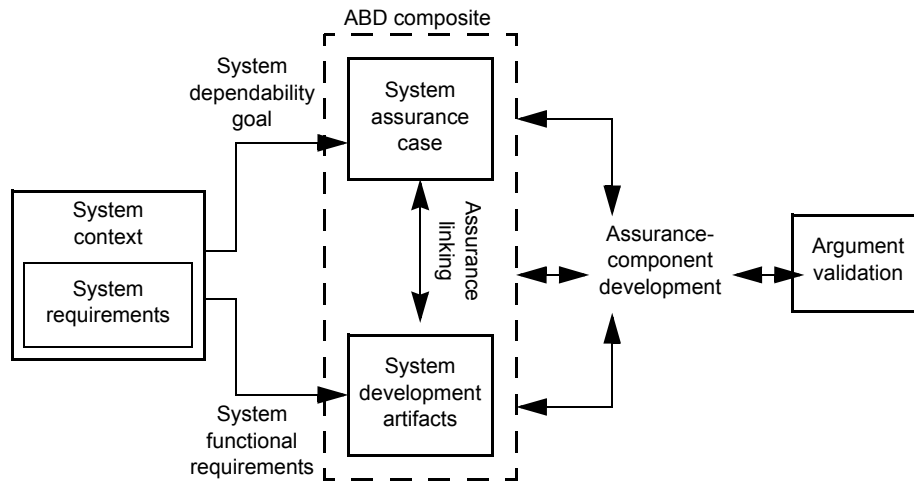 ABD composite
System
dependability
goal
System
assurance
case
System
context
System
requirements
Assurance
linking
Assurance-
component
development
Argument
validation
System
development
artifacts
System
functional
requirements